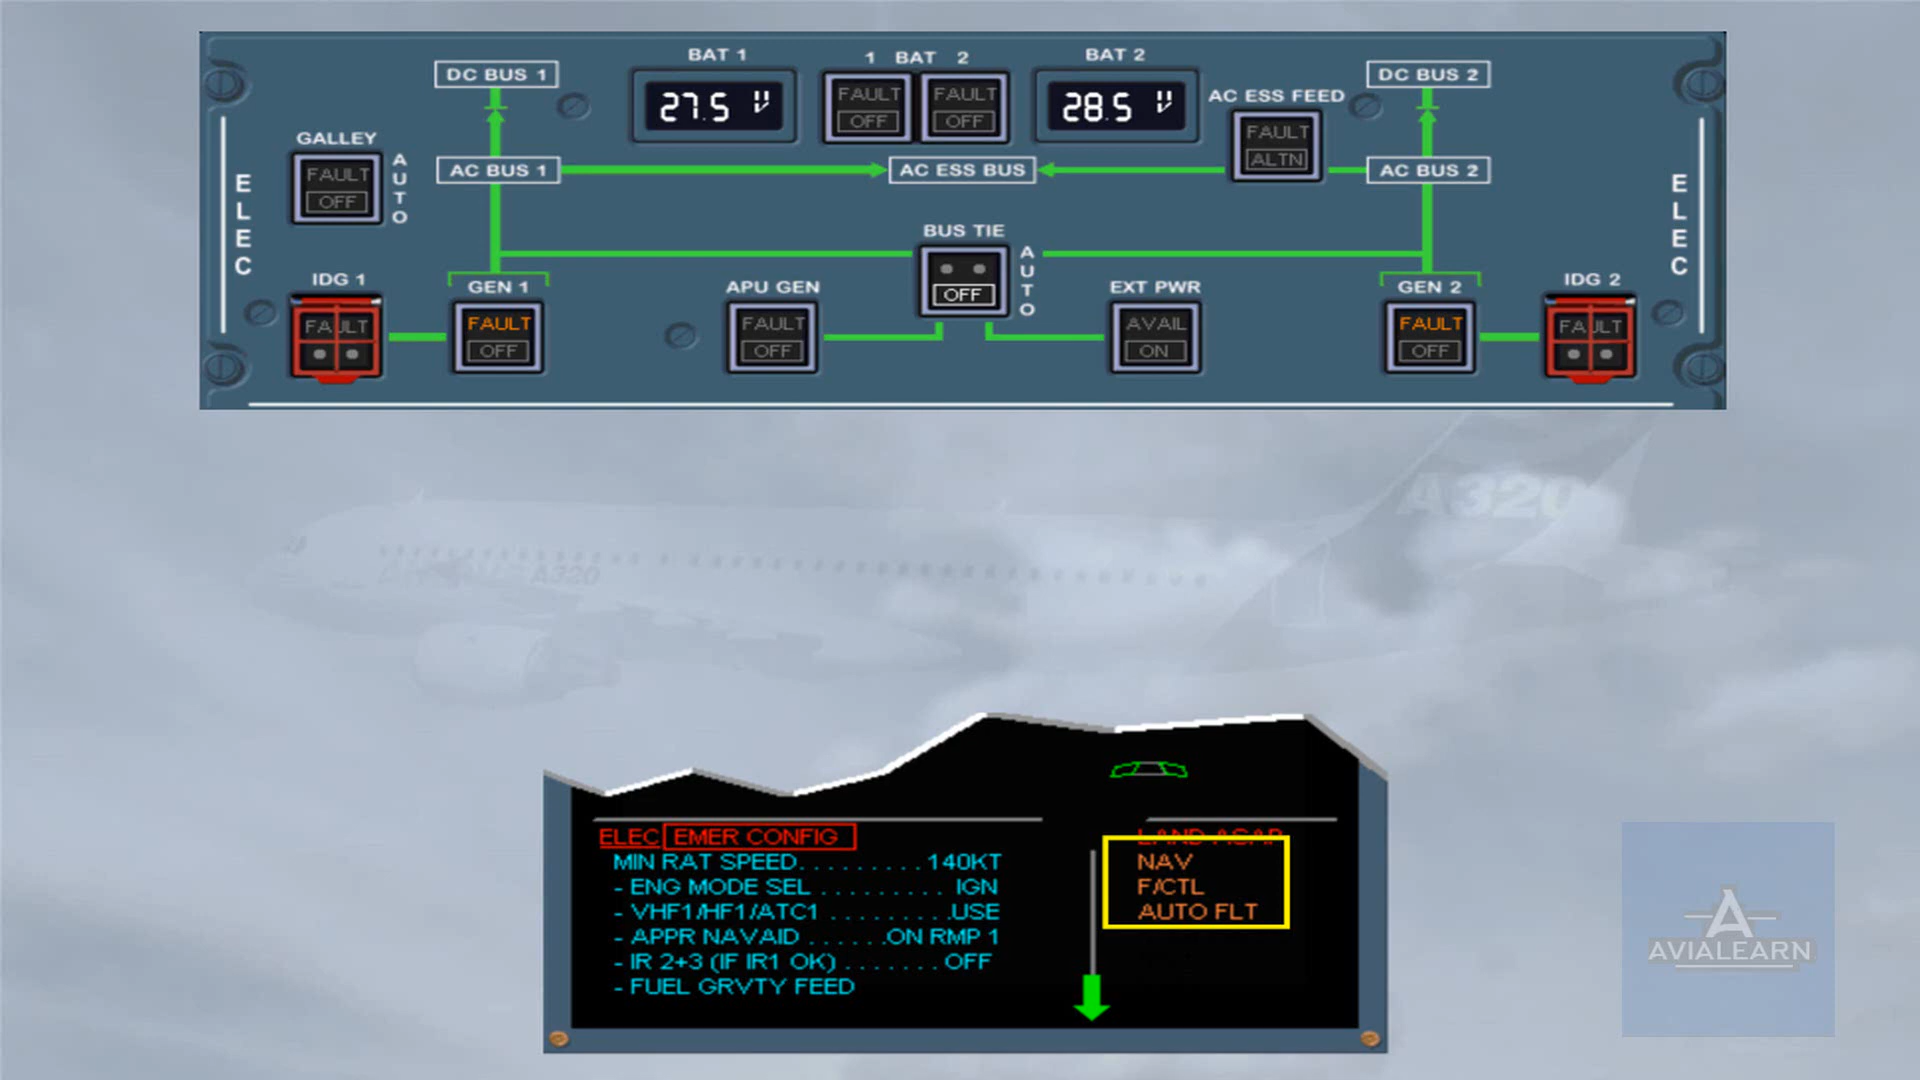 BAT 1
1 BAT 2
BAT 2
DC BUS 1
27.5 V
FAULT
OFF
FAULT
OFF
28.5 V
AC ESS FEED
FAULT
ALTN
DC BUS 2
GALLEY
FAULT
OFF
AUTO
ELEC
AC BUS 1
AC ESS BUS
AC BUS 2
ELEC
BUS TIE
OFF
AUTO
IDG 1
FAULT
GEN 1
FAULT
OFF
APU GEN
FAULT
OFF
EXT PWR
AVAIL
ON
GEN 2
FAULT
OFF
IDG 2
FAULT
A320
A320
ELEC EMER CONFIG
MIN RAT SPEED.........140KT
- ENG MODE SEL.........IGN
- VHF1/HF1/ATC1.........USE
- APPR NAVAID......ON RMP 1
- IR 2+3 (IF IR1 OK).......OFF
- FUEL GRVTY FEED
LAND ASAP
NAV
F/CTL
AUTO FLT
AVIALEARN